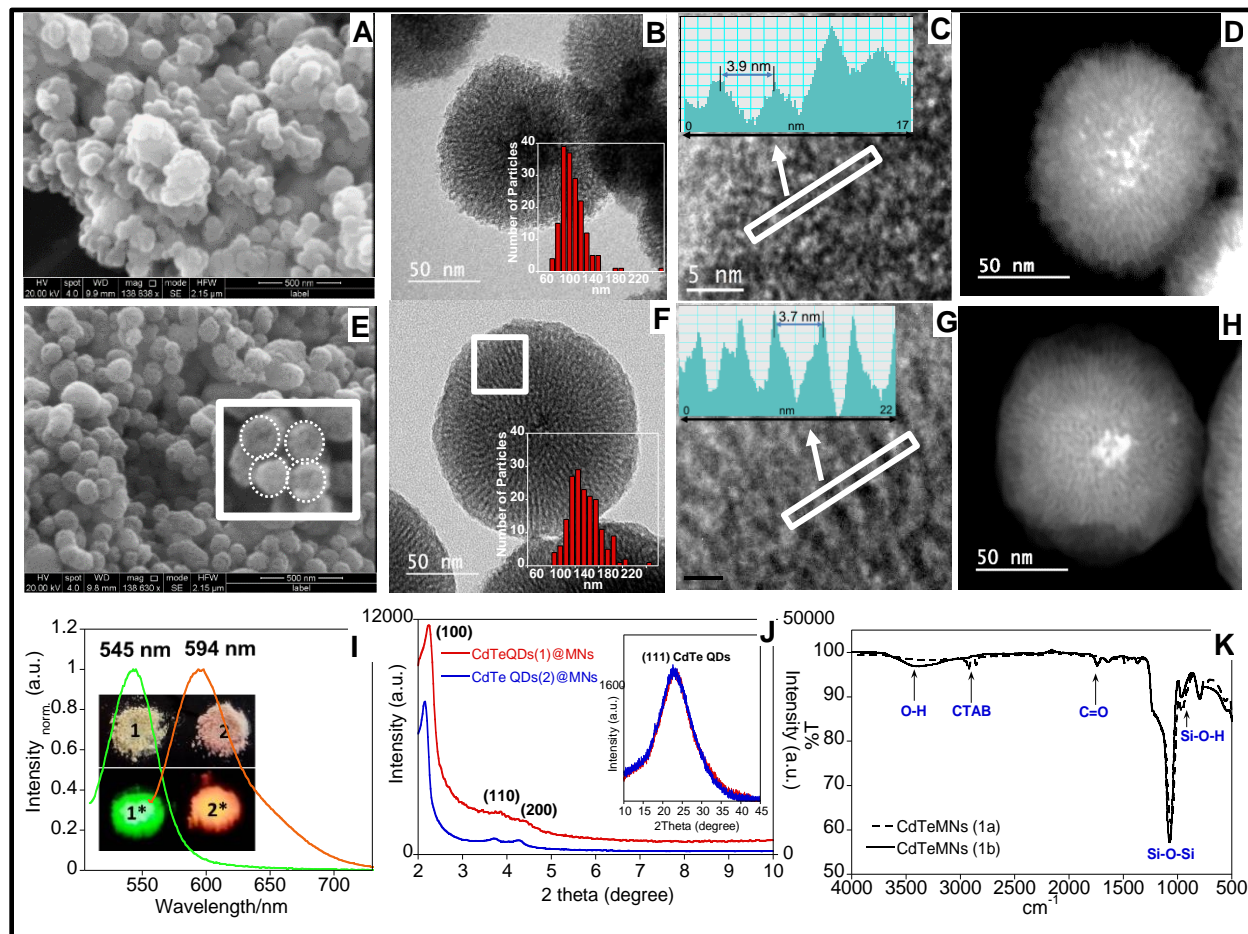 A
HV spot WD mag □ mode HFW 500 nm
20.00 kV 4.0 9.9 mm 138 838 x SE 2.15 µm label
B
Number of Particles
40
30
20
10
0
60 100 140 180 220
nm
50 nm
C
3.9 nm
0 nm 17
5 nm
D
50 nm
E
HV spot WD mag □ mode HFW 500 nm
20.00 kV 4.0 9.8 mm 138 630 x SE 2.15 µm label
F
Number of Particles
40
30
20
10
0
60 100 140 180 220
nm
50 nm
G
3.7 nm
0 nm 22
H
50 nm
I
545 nm 594 nm
1 2
1* 2*
Intensity norm. (a.u.)
1.2
1
0.8
0.6
0.4
0.2
0
550 600 650 700
Wavelength/nm
J
12000
0
50000
0
Intensity (a.u.)
Intensity (a.u.)
(100)
(110)
(200)
CdTeQDs(1)@MNs
CdTe QDs(2)@MNs
(111) CdTe QDs
1600
Intensity (a.u.)
10 15 20 25 30 35 40 45
2Theta (degree)
2 3 4 5 6 7 8 9 10
2 theta (degree)
K
%T
100
90
80
70
60
50
O-H
CTAB
C=O
Si-O-H
Si-O-Si
CdTeMNs (1a)
CdTeMNs (1b)
4000 3500 3000 2500 2000 1500 1000 500
cm⁻¹